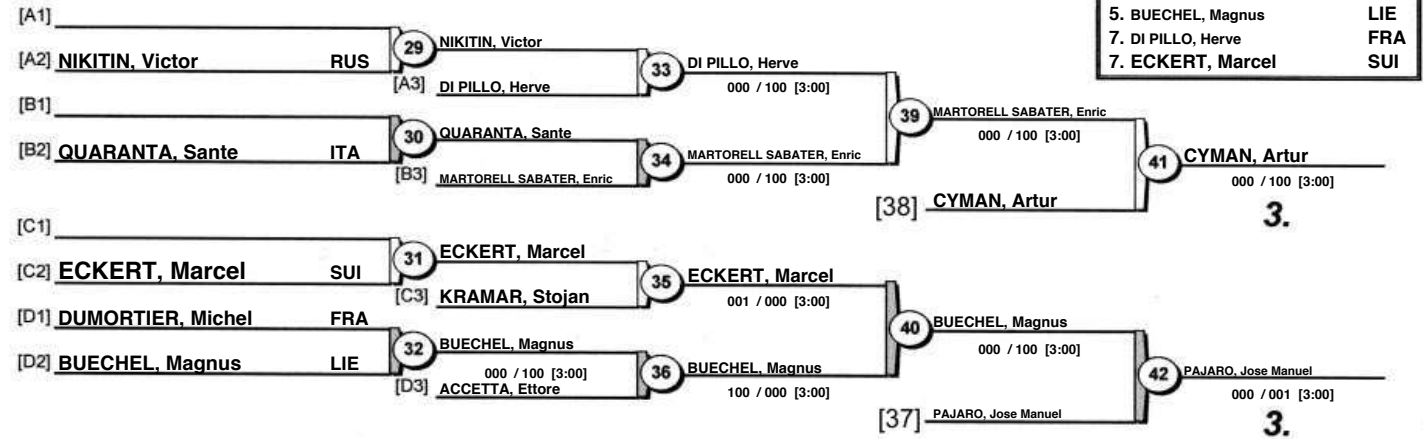 5. BUECHEL, Magnus LIE
7. DI PILLO, Herve FRA
7. ECKERT, Marcel SUI
[A1]
[A2] NIKITIN, Victor RUS
29
NIKITIN, Victor
[A3] DI PILLO, Herve
33
DI PILLO, Herve
000 / 100 [3:00]
[B1]
[B2] QUARANTA, Sante ITA
30
QUARANTA, Sante
[B3] MARTORELL SABATER, Enric
34
MARTORELL SABATER, Enric
000 / 100 [3:00]
39
MARTORELL SABATER, Enric
000 / 100 [3:00]
[38] CYMAN, Artur
41
CYMAN, Artur
000 / 100 [3:00]
3.
[C1]
[C2] ECKERT, Marcel SUI
31
ECKERT, Marcel
[C3] KRAMAR, Stojan
35
ECKERT, Marcel
001 / 000 [3:00]
[D1] DUMORTIER, Michel FRA
[D2] BUECHEL, Magnus LIE
32
BUECHEL, Magnus
000 / 100 [3:00]
[D3] ACCETTA, Ettore
36
BUECHEL, Magnus
100 / 000 [3:00]
40
BUECHEL, Magnus
000 / 100 [3:00]
[37] PAJARO, Jose Manuel
42
PAJARO, Jose Manuel
000 / 001 [3:00]
3.